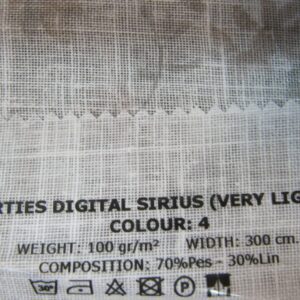 RTIES DIGITAL SIRIUS (VERY LIG
COLOUR: 4
WEIGHT: 100 gr/m² WIDTH: 300 cm.
COMPOSITION: 70%Pes - 30%Lin
30°